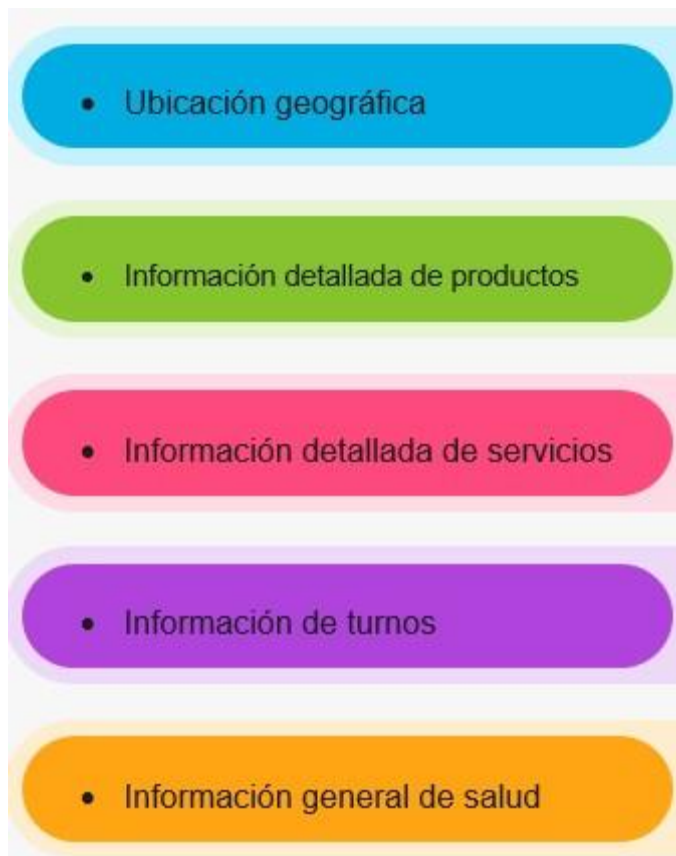 • Ubicación geográfica
• Información detallada de productos
• Información detallada de servicios
• Información de turnos
• Información general de salud